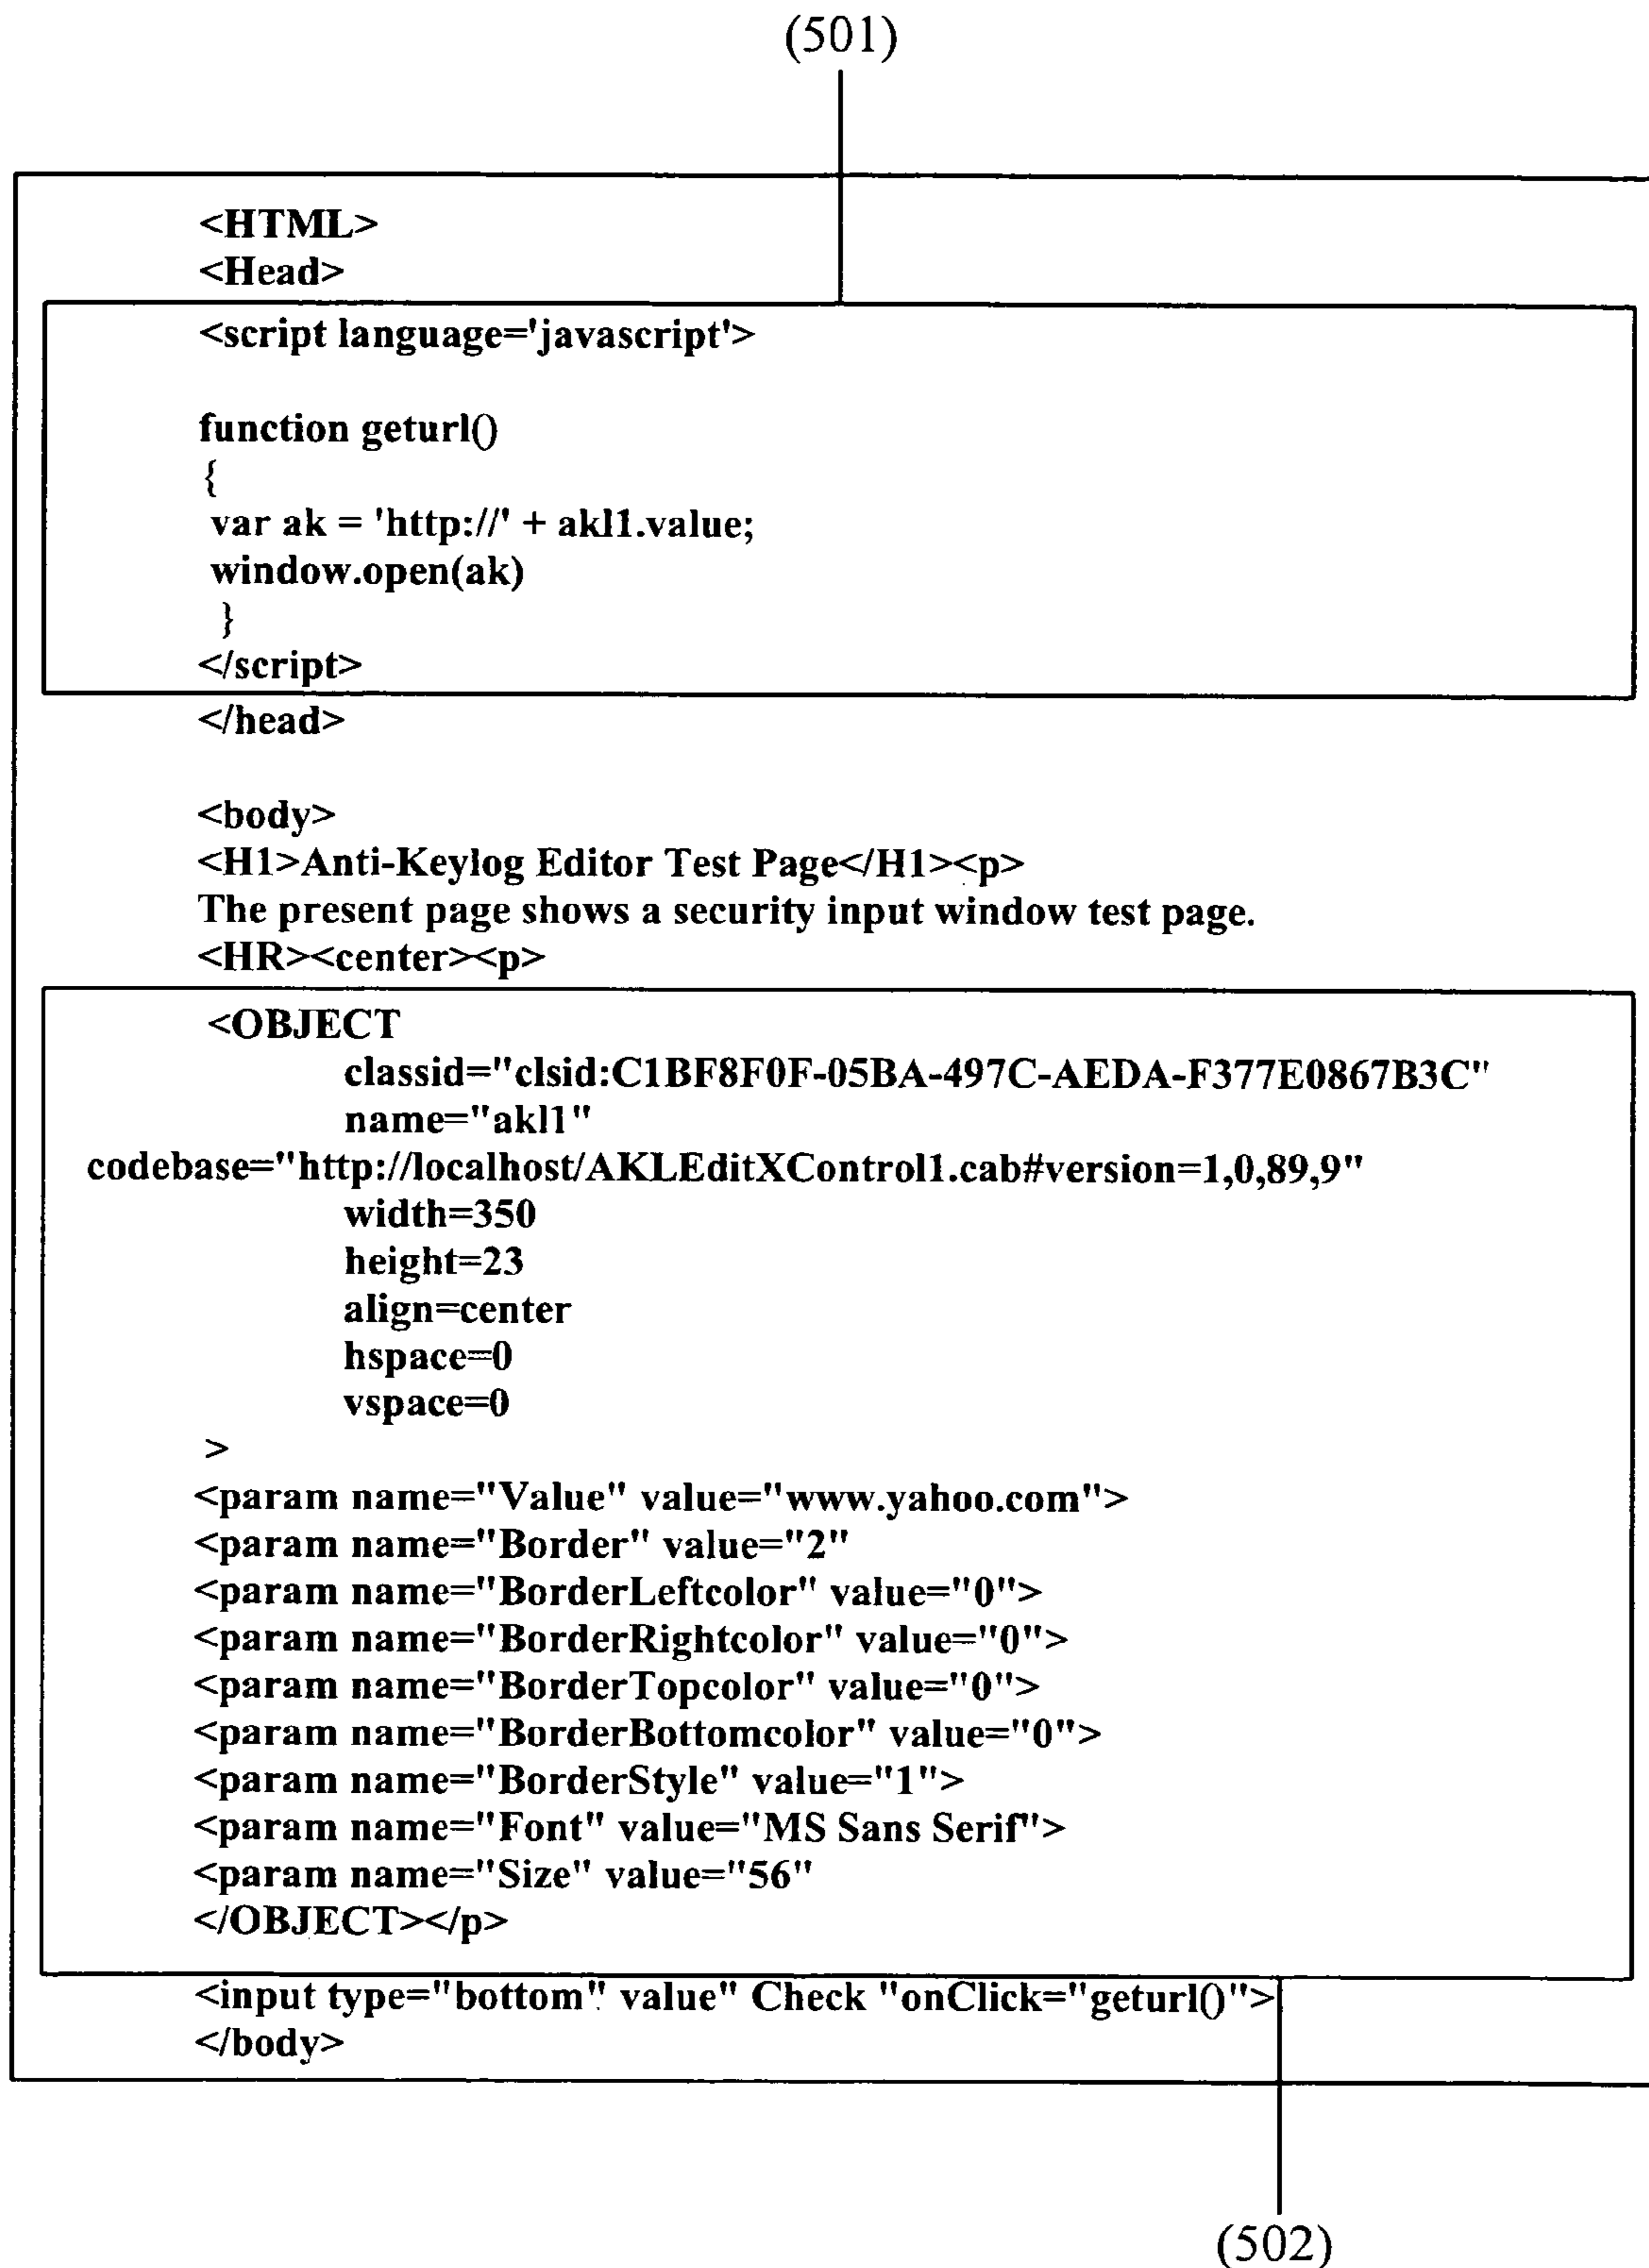 (501)
<HTML>
<Head>
<script language='javascript'>
function geturl()
{
var ak = 'http://' + akl1.value;
window.open(ak)
}
</script>
</head>
<body>
<H1>Anti-Keylog Editor Test Page</H1><p>
The present page shows a security input window test page.
<HR><center><p>
<OBJECT
classid="clsid:C1BF8F0F-05BA-497C-AEDA-F377E0867B3C"
name="akl1"
codebase="http://localhost/AKLEditXControl1.cab#version=1,0,89,9"
width=350
height=23
align=center
hspace=0
vspace=0
>
<param name="Value" value="www.yahoo.com">
<param name="Border" value="2"
<param name="BorderLeftcolor" value="0">
<param name="BorderRightcolor" value="0">
<param name="BorderTopcolor" value="0">
<param name="BorderBottomcolor" value="0">
<param name="BorderStyle" value="1">
<param name="Font" value="MS Sans Serif">
<param name="Size" value="56"
</OBJECT></p>
<input type="bottom" value" Check "onClick="geturl()">
</body>
(502)